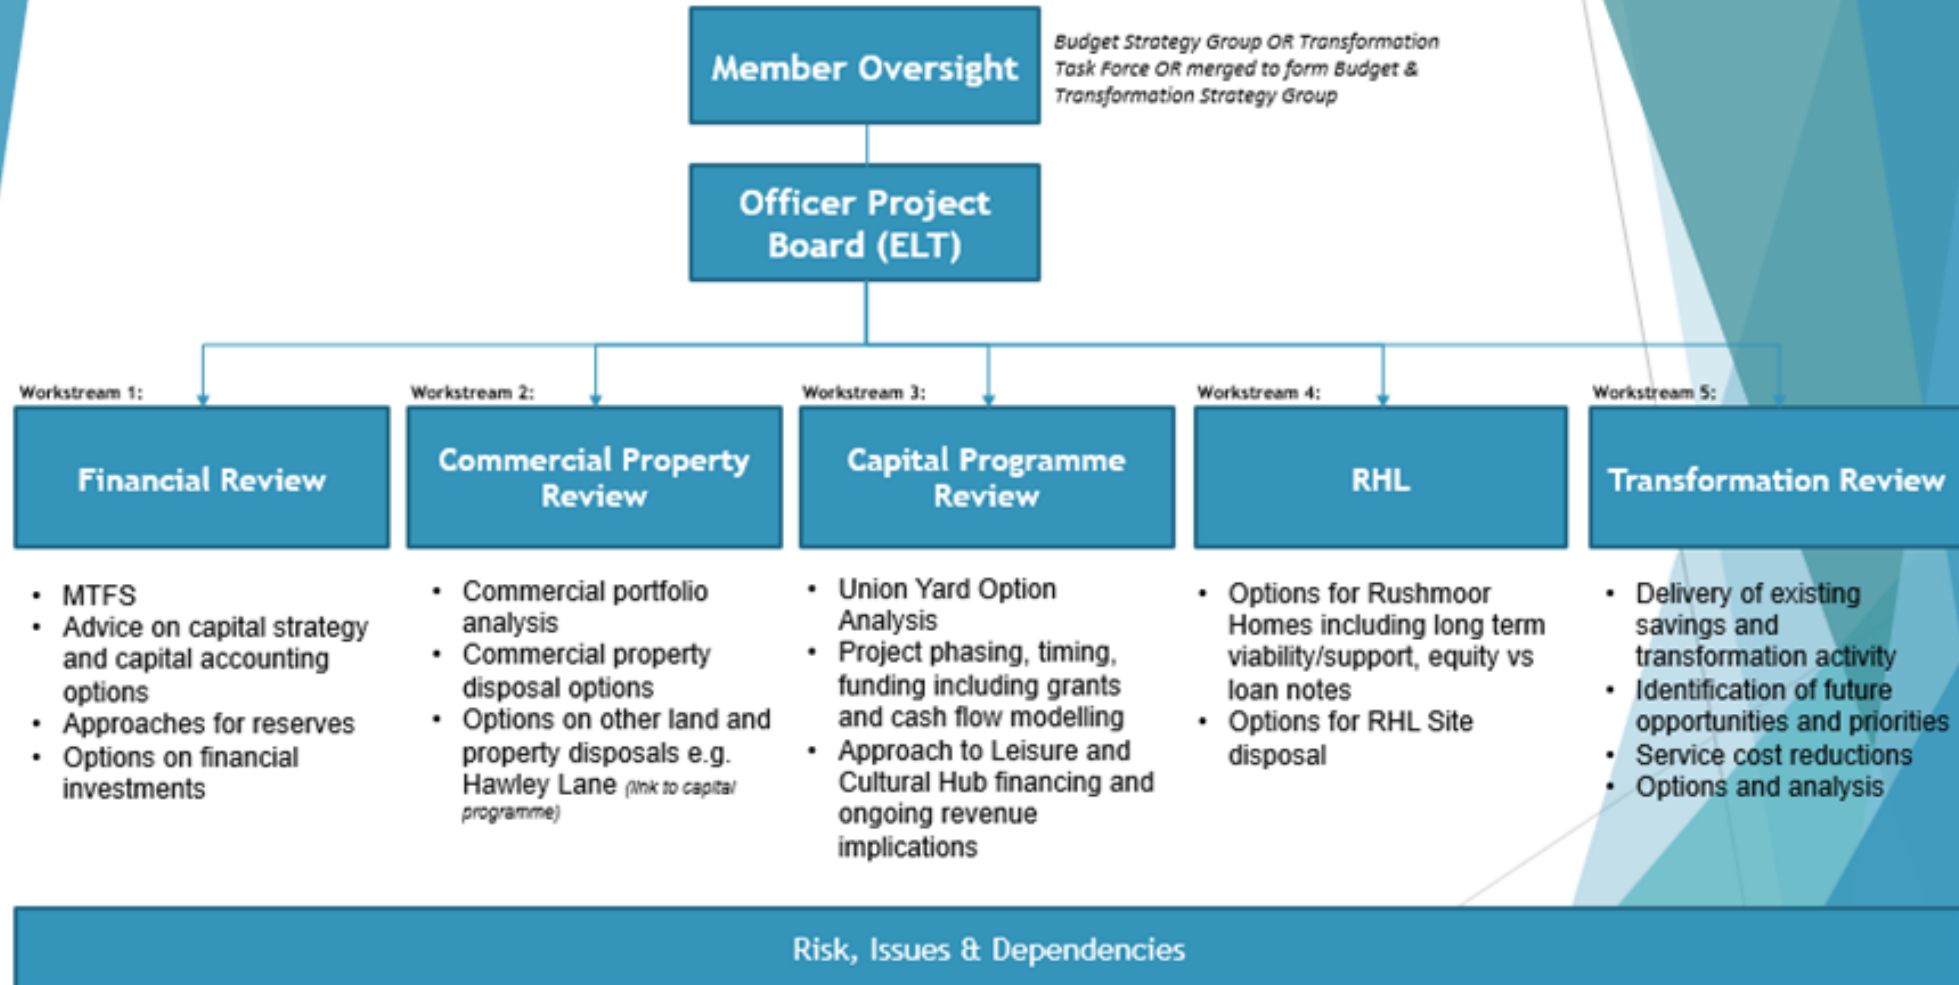 Member Oversight
Budget Strategy Group OR Transformation
Task Force OR merged to form Budget &
Transformation Strategy Group
Officer Project
Board (ELT)
Workstream 1:
Financial Review
• MTFS
• Advice on capital strategy
and capital accounting
options
• Approaches for reserves
• Options on financial
investments
Workstream 2:
Commercial Property
Review
• Commercial portfolio
analysis
• Commercial property
disposal options
• Options on other land and
property disposals e.g.
Hawley Lane (link to capital
programme)
Workstream 3:
Capital Programme
Review
• Union Yard Option
Analysis
• Project phasing, timing,
funding including grants
and cash flow modelling
• Approach to Leisure and
Cultural Hub financing and
ongoing revenue
implications
Workstream 4:
RHL
• Options for Rushmoor
Homes including long term
viability/support, equity vs
loan notes
• Options for RHL Site
disposal
Workstream 5:
Transformation Review
• Delivery of existing
savings and
transformation activity
• Identification of future
opportunities and priorities
• Service cost reductions
• Options and analysis
Risk, Issues & Dependencies